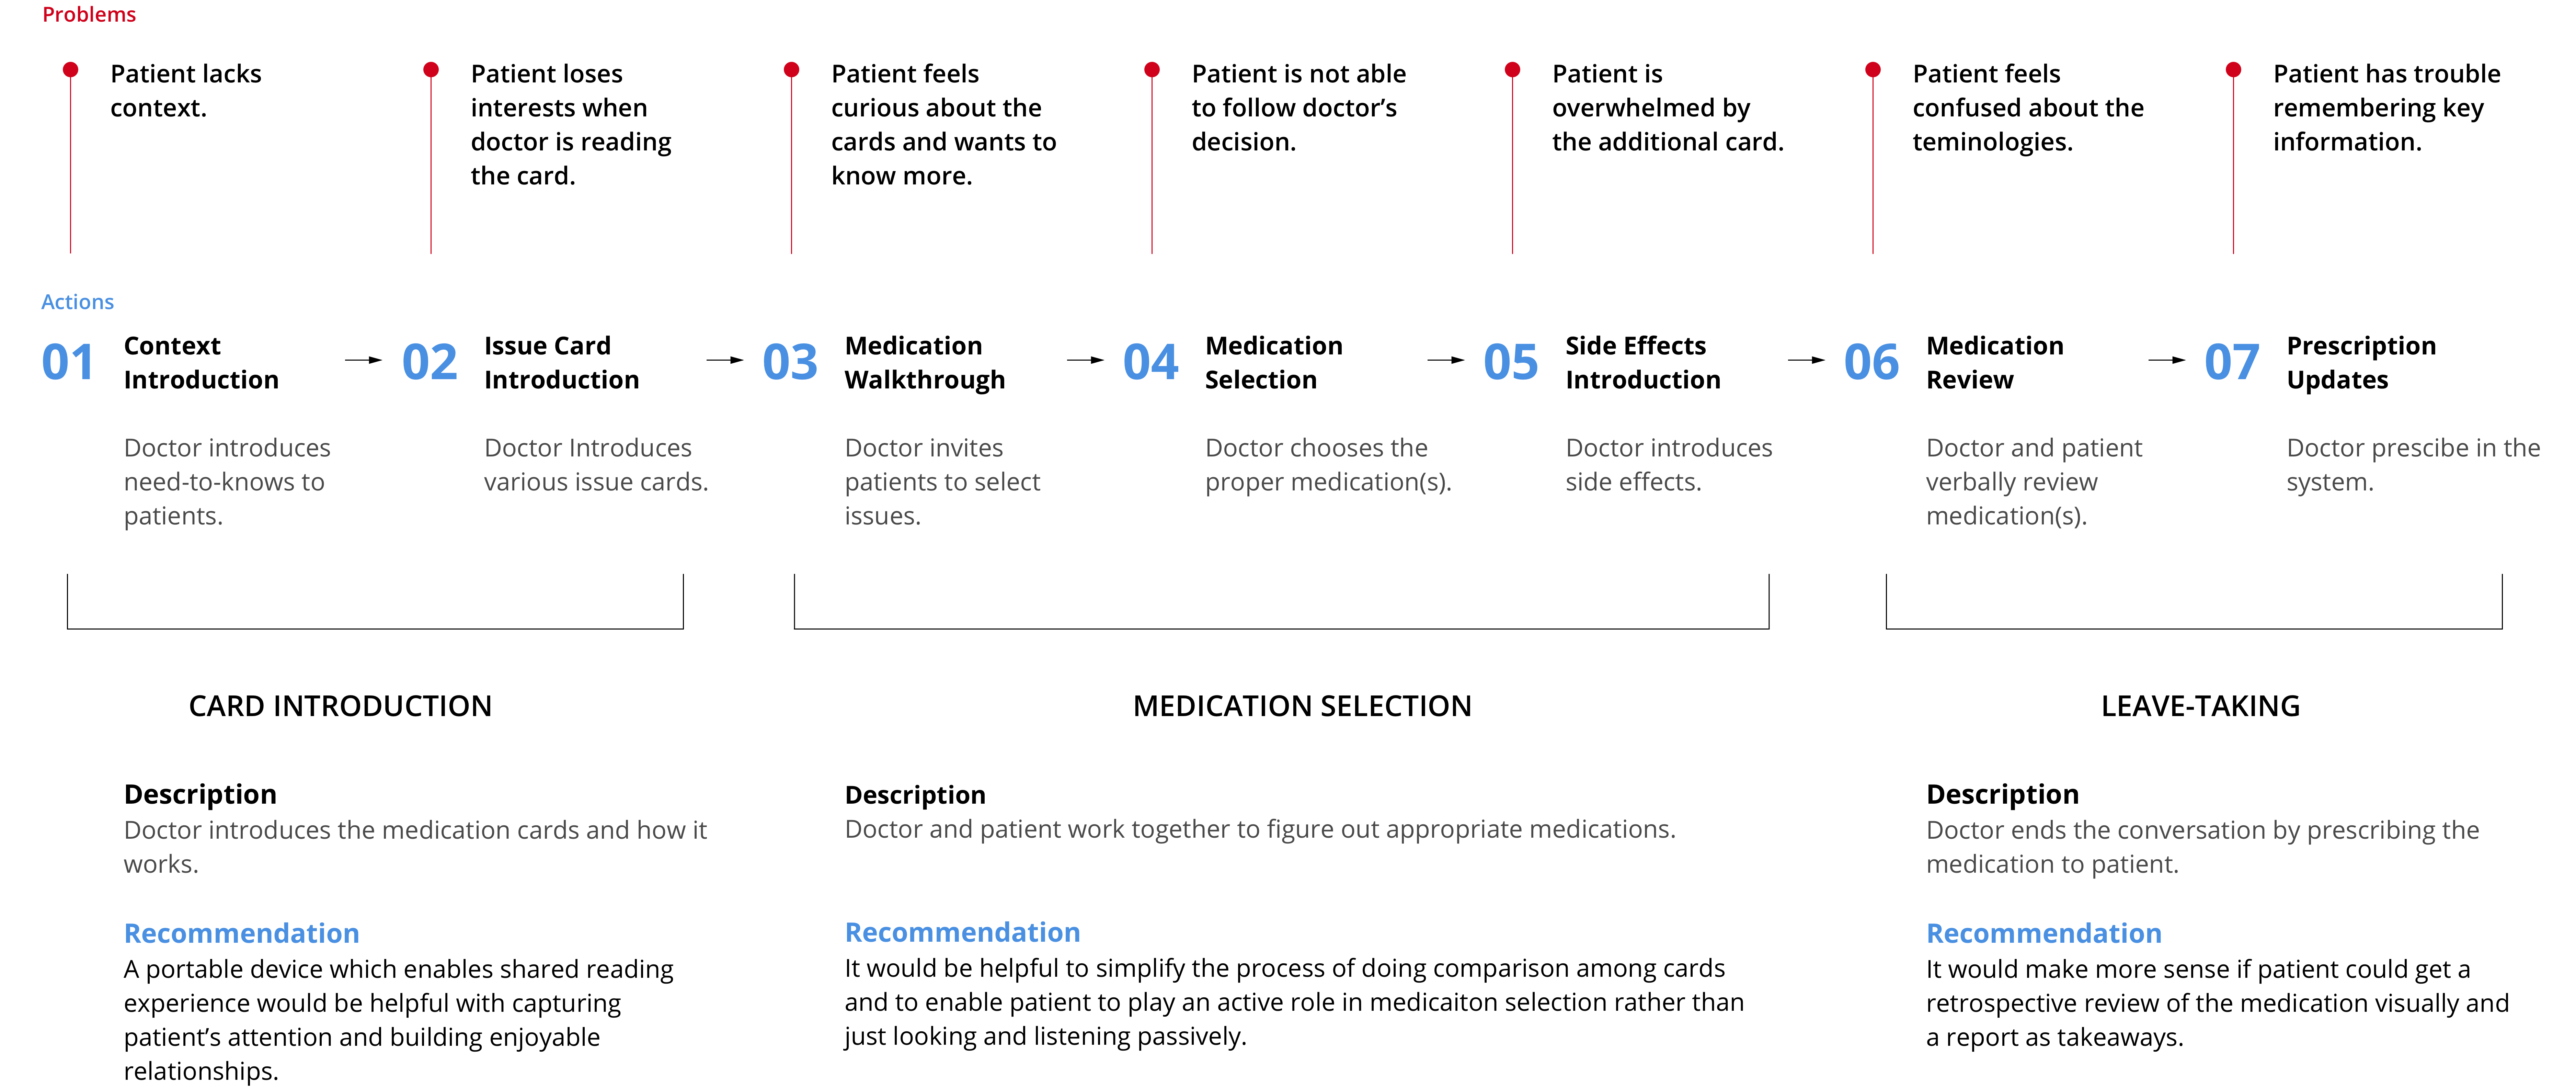 Problems
Patient lacks
context.
Patient loses
interests when
doctor is reading
the card.
Patient feels
curious about the
cards and wants to
know more.
Patient is not able
to follow doctor’s
decision.
Patient is
overwhelmed by
the additional card.
Patient feels
confused about the
teminologies.
Patient has trouble
remembering key
information.
Actions
01
Context
Introduction
Doctor introduces
need-to-knows to
patients.
02
Issue Card
Introduction
Doctor Introduces
various issue cards.
03
Medication
Walkthrough
Doctor invites
patients to select
issues.
04
Medication
Selection
Doctor chooses the
proper medication(s).
05
Side Effects
Introduction
Doctor introduces
side effects.
06
Medication
Review
Doctor and patient
verbally review
medication(s).
07
Prescription
Updates
Doctor prescibe in the
system.
CARD INTRODUCTION
Description
Doctor introduces the medication cards and how it
works.
Recommendation
A portable device which enables shared reading
experience would be helpful with capturing
patient’s attention and building enjoyable
relationships.
MEDICATION SELECTION
Description
Doctor and patient work together to figure out appropriate medications.
Recommendation
It would be helpful to simplify the process of doing comparison among cards
and to enable patient to play an active role in medicaiton selection rather than
just looking and listening passively.
LEAVE-TAKING
Description
Doctor ends the conversation by prescribing the
medication to patient.
Recommendation
It would make more sense if patient could get a
retrospective review of the medication visually and
a report as takeaways.